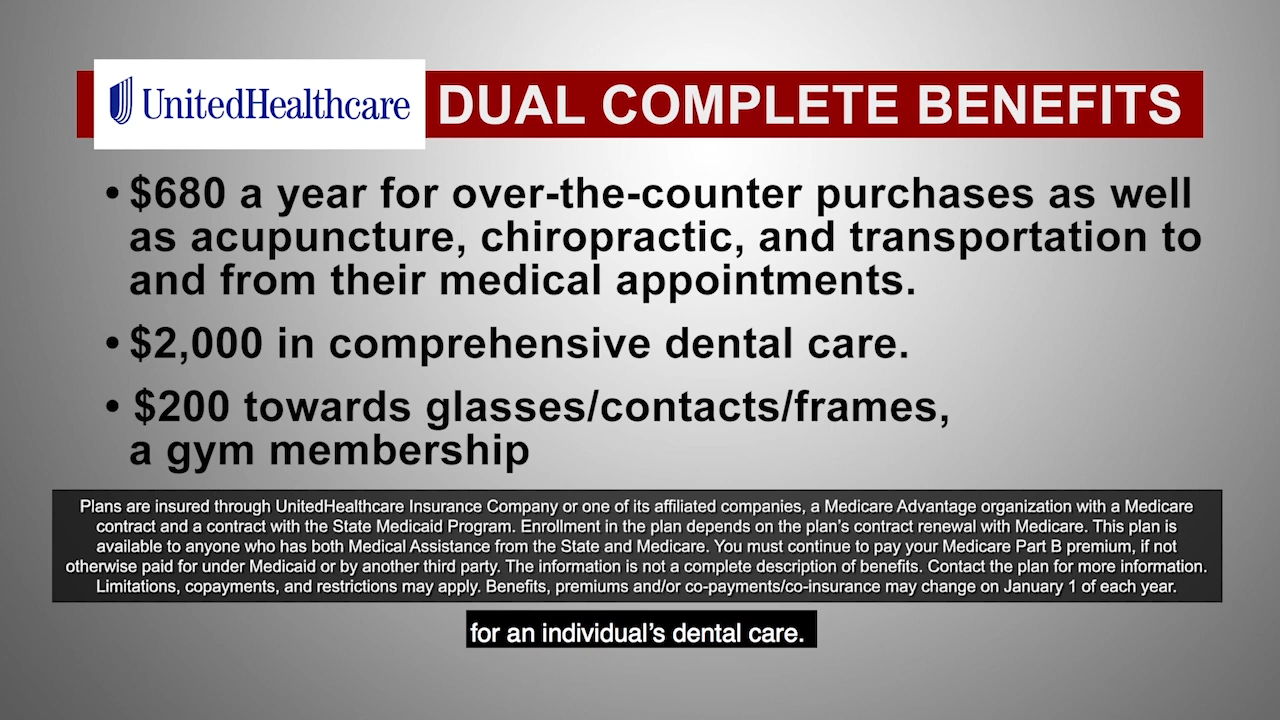 UnitedHealthcare DUAL COMPLETE BENEFITS
• $680 a year for over-the-counter purchases as well
as acupuncture, chiropractic, and transportation to
and from their medical appointments.
• $2,000 in comprehensive dental care.
• $200 towards glasses/contacts/frames,
a gym membership
Plans are insured through UnitedHealthcare Insurance Company or one of its affiliated companies, a Medicare Advantage organization with a Medicare
contract and a contract with the State Medicaid Program. Enrollment in the plan depends on the plan’s contract renewal with Medicare. This plan is
available to anyone who has both Medical Assistance from the State and Medicare. You must continue to pay your Medicare Part B premium, if not
otherwise paid for under Medicaid or by another third party. The information is not a complete description of benefits. Contact the plan for more information.
Limitations, copayments, and restrictions may apply. Benefits, premiums and/or co-payments/co-insurance may change on January 1 of each year.
for an individual’s dental care.